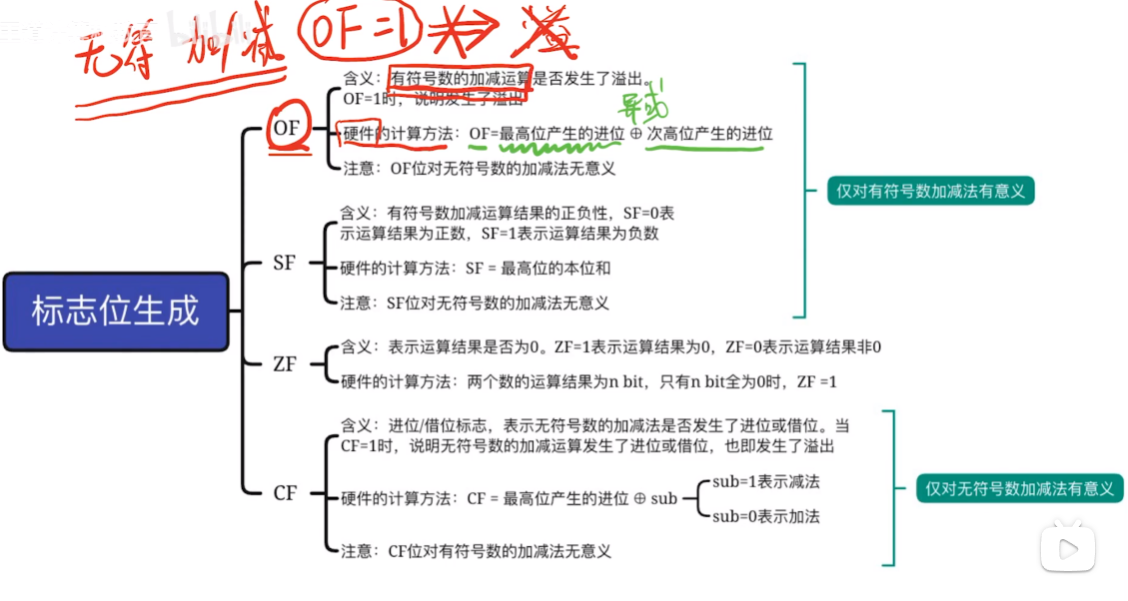 无符 加/减 OF=1 溢
含义：有符号数的加减运算是否发生了溢出。
OF=1时，说明发生了溢出
异或
OF
硬件的计算方法：OF=最高位产生的进位 ⊕ 次高位产生的进位
注意：OF位对无符号数的加减法无意义
仅对有符号数加减法有意义
含义：有符号数加减运算结果的正负性，SF=0表
示运算结果为正数，SF=1表示运算结果为负数
SF
硬件的计算方法：SF = 最高位的本位和
注意：SF位对无符号数的加减法无意义
标志位生成
含义：表示运算结果是否为0。ZF=1表示运算结果为0，ZF=0表示运算结果非0
ZF
硬件的计算方法：两个数的运算结果为n bit，只有n bit全为0时，ZF =1
含义：进位/借位标志，表示无符号数的加减法是否发生了进位或借位。当
CF=1时，说明无符号数的加减运算发生了进位或借位，也即发生了溢出
CF
硬件的计算方法：CF = 最高位产生的进位 ⊕ sub
sub=1表示减法
sub=0表示加法
仅对无符号数加减法有意义
注意：CF位对有符号数的加减法无意义